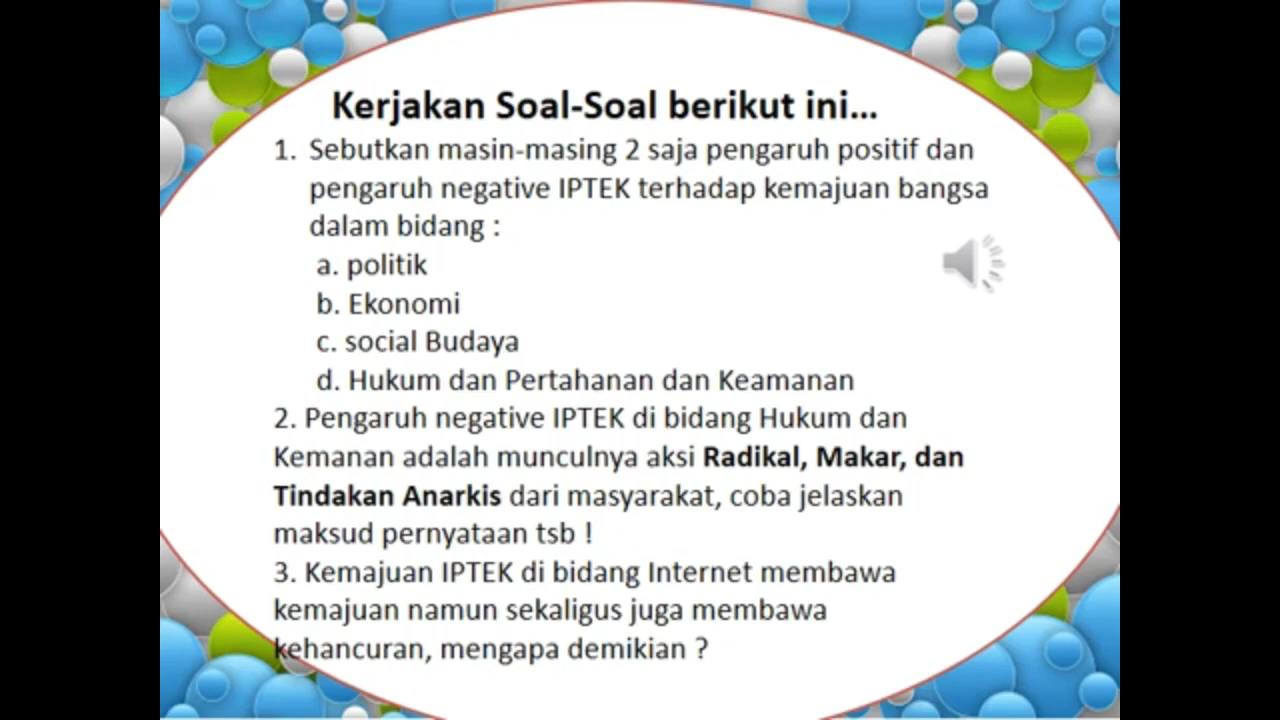 Kerjakan Soal-Soal berikut ini...
1. Sebutkan masin-masing 2 saja pengaruh positif dan
pengaruh negative IPTEK terhadap kemajuan bangsa
dalam bidang :
a. politik
b. Ekonomi
c. social Budaya
d. Hukum dan Pertahanan dan Keamanan
2. Pengaruh negative IPTEK di bidang Hukum dan
Kemanan adalah munculnya aksi Radikal, Makar, dan
Tindakan Anarkis dari masyarakat, coba jelaskan
maksud pernyataan tsb !
3. Kemajuan IPTEK di bidang Internet membawa
kemajuan namun sekaligus juga membawa
kehancuran, mengapa demikian ?